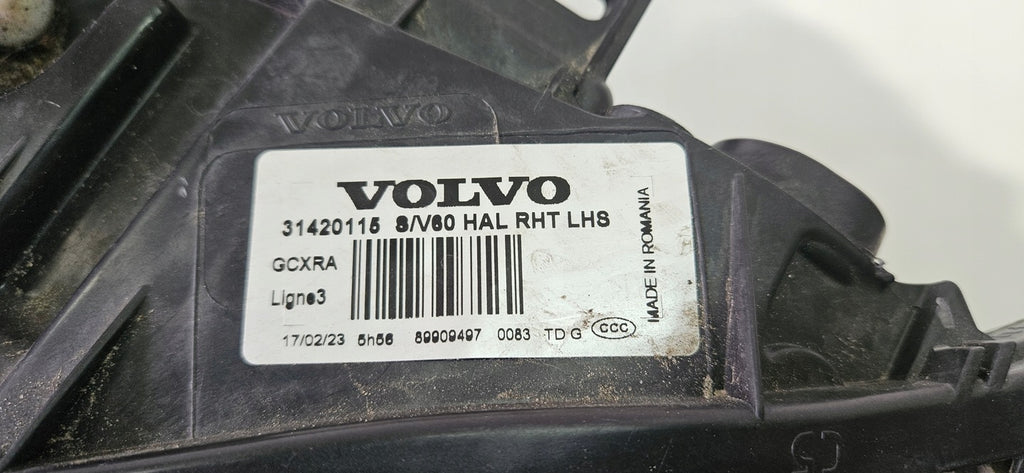 VOLVO
VOLVO
31420115 S/V60 HAL RHT LHS
GCXRA
Ligne3
17/02/23 5h56 89909497 0083 TD G CCC
MADE IN ROMANIA